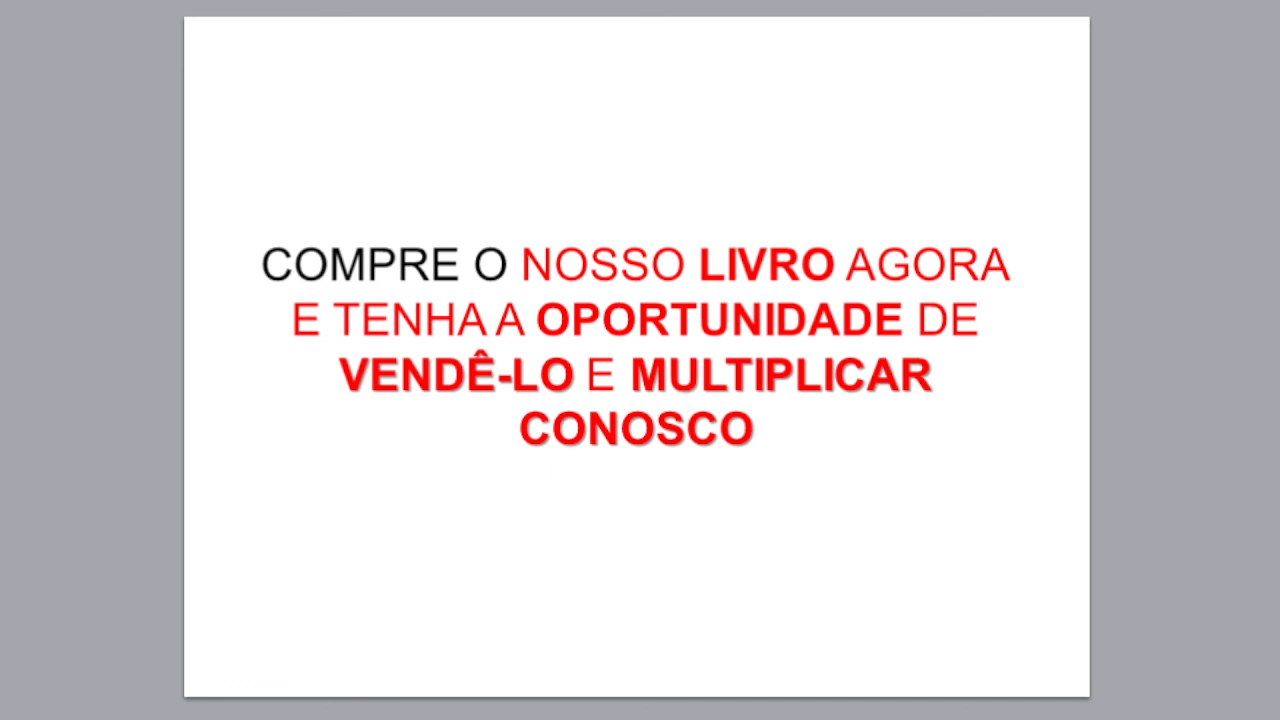 COMPRE O NOSSO LIVRO AGORA
E TENHA A OPORTUNIDADE DE
VENDÊ-LO E MULTIPLICAR
CONOSCO